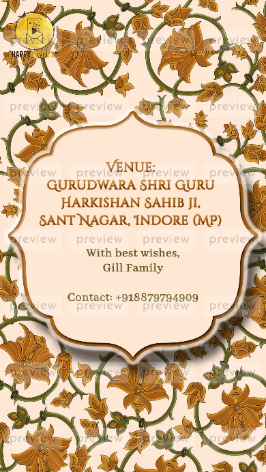 Venue:
Gurudwara Shri Guru
Harkishan Sahib Ji,
Sant Nagar, Indore (MP)
With best wishes,
Gill Family
Contact: +918879794909